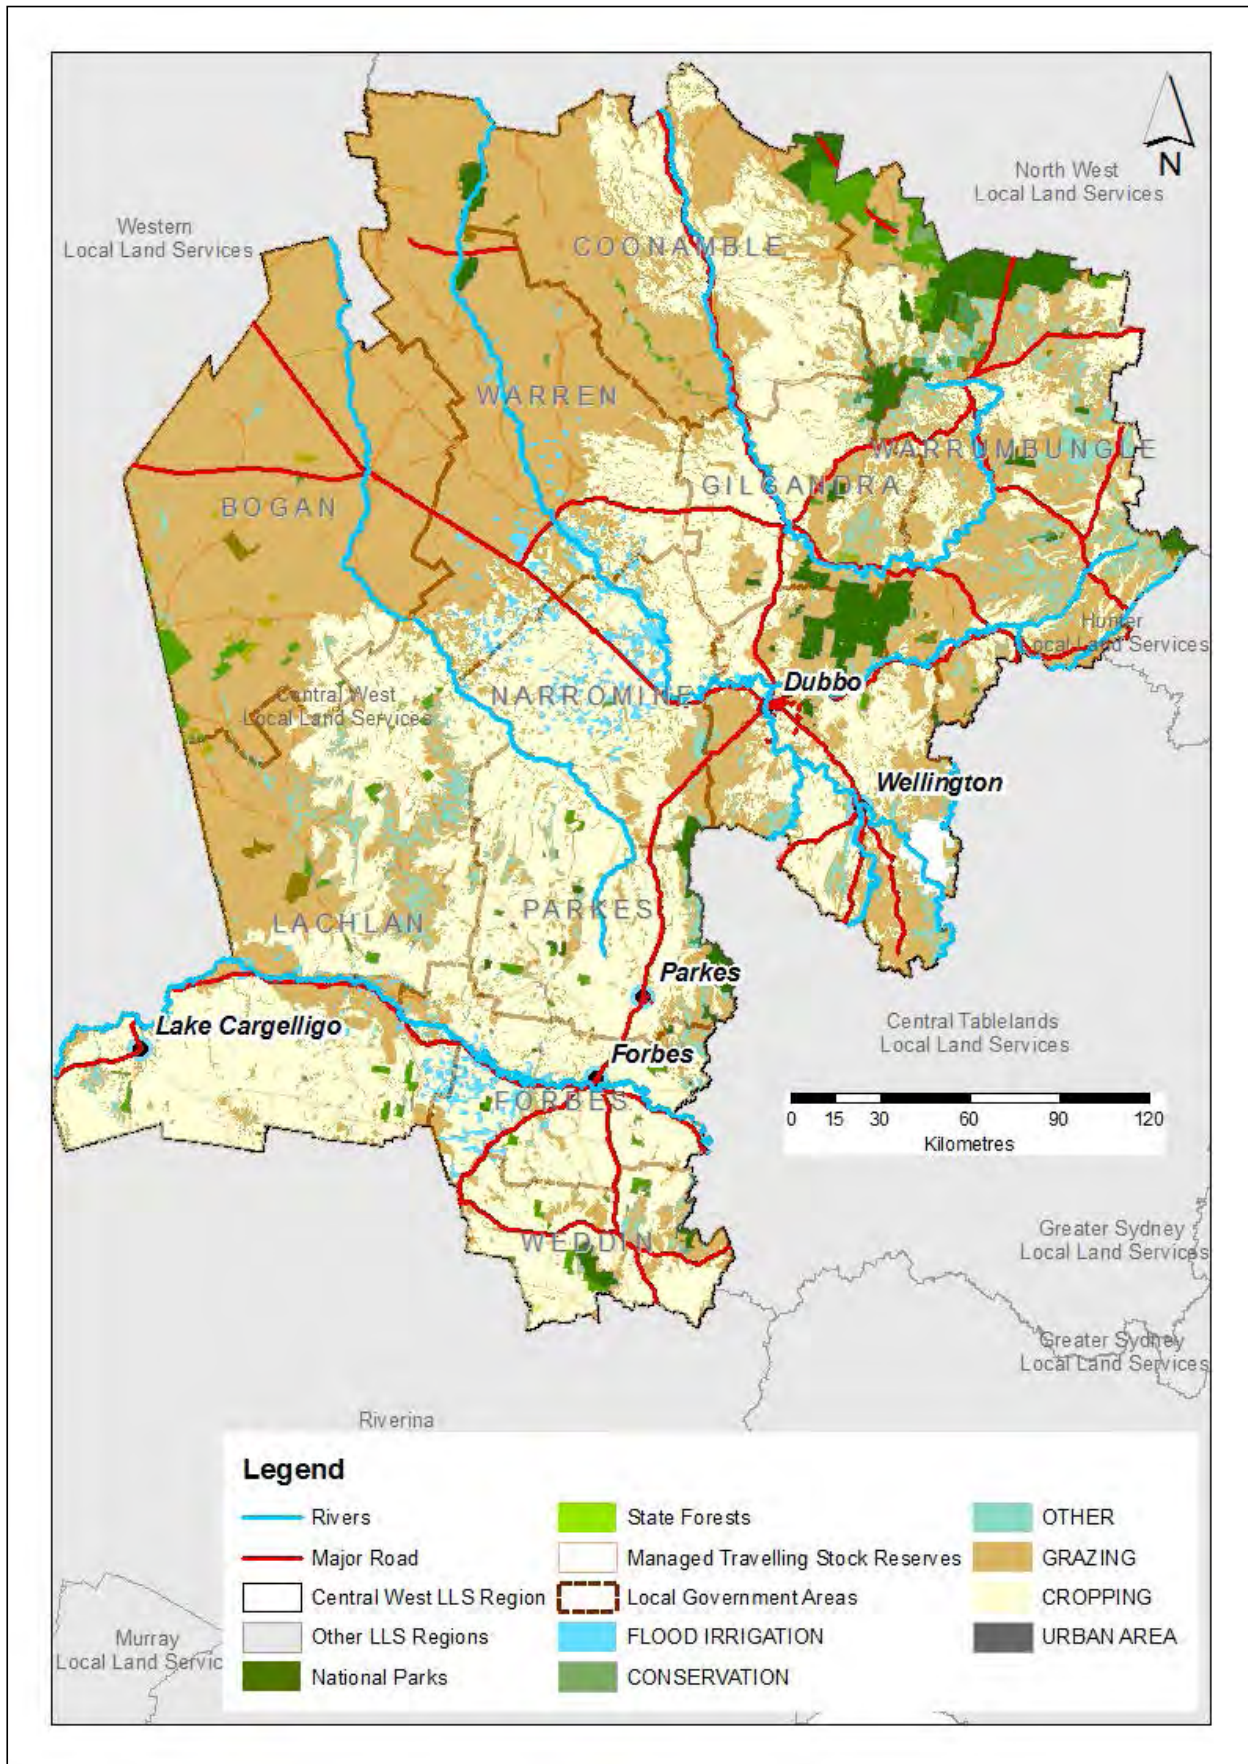 N
North West
Local Land Services
Western
Local Land Services
COONAMBLE
WARREN
WARRUMBUNGLE
GILGANDRA
BOGAN
Hunter
Local Land Services
Dubbo
Central West
Local Land Services
NARROMINE
Wellington
PARKES
LACHLAN
Parkes
Lake Cargelligo
Central Tablelands
Local Land Services
Forbes
FORBES
0 15 30 60 90 120
Kilometres
WEDDIN
Greater Sydney
Local Land Services
Greater Sydney
Local Land Services
Riverina
Legend
Rivers
State Forests
OTHER
Major Road
Managed Travelling Stock Reserves
GRAZING
Central West LLS Region
Local Government Areas
CROPPING
Other LLS Regions
FLOOD IRRIGATION
URBAN AREA
National Parks
CONSERVATION
Murray
Local Land Servic